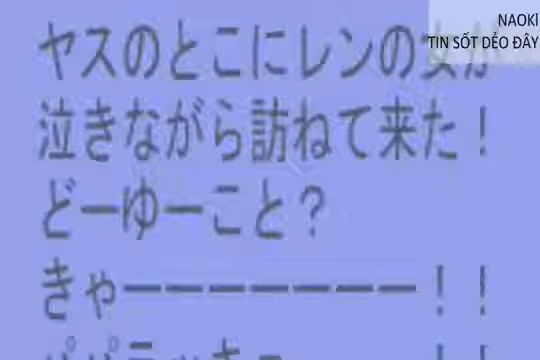 NAOKI
TIN SỐT DẺO ĐÂY
ヤスのとこにレンの女が
泣きながら訪ねて来た！
どーゆーこと？
きゃーーーーーーー！！